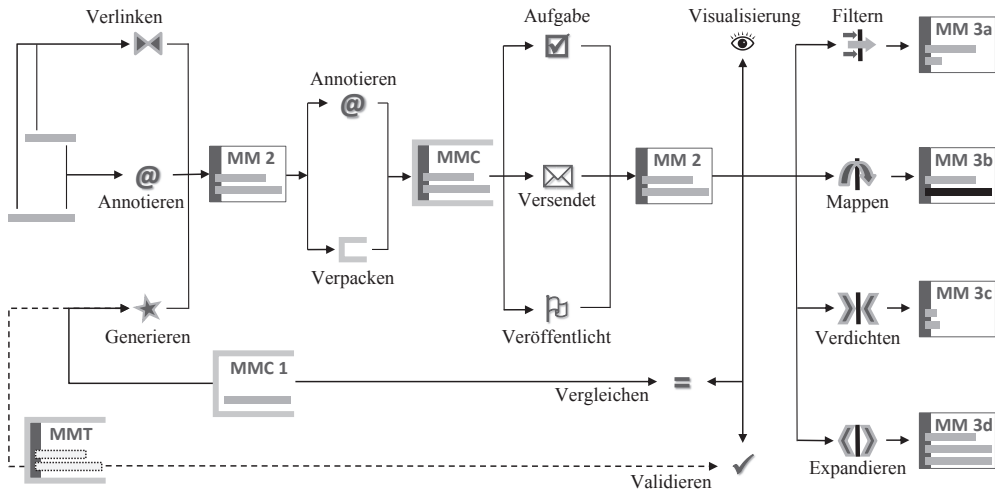 Verlinken
Aufgabe
Visualisierung
Filtern
MM 3a
Annotieren
@
@
Annotieren
MM 2
MMC
Versendet
MM 2
Mappen
MM 3b
Verpacken
Generieren
Veröffentlicht
Verdichten
MM 3c
MMC 1
Vergleichen
=
MMT
Validieren
Expandieren
MM 3d